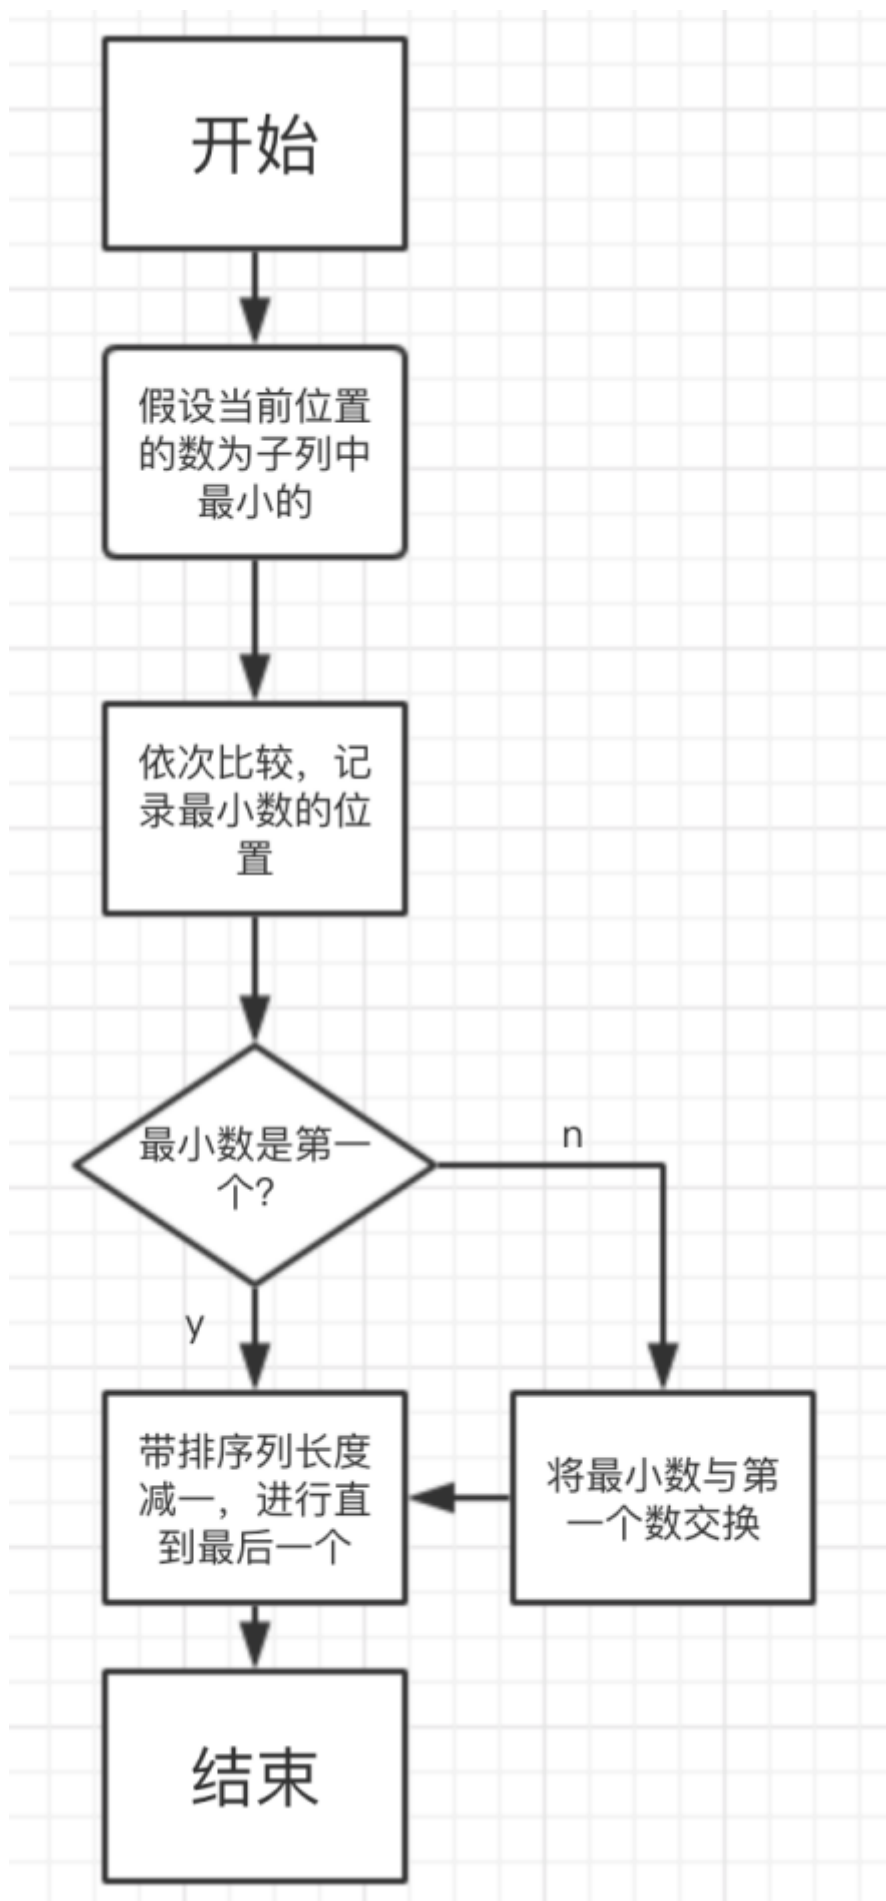 开始
假设当前位置
的数为子列中
最小的
依次比较，记
录最小数的位
置
最小数是第一
个？
n
y
带排序列长度
减一，进行直
到最后一个
将最小数与第
一个数交换
结束